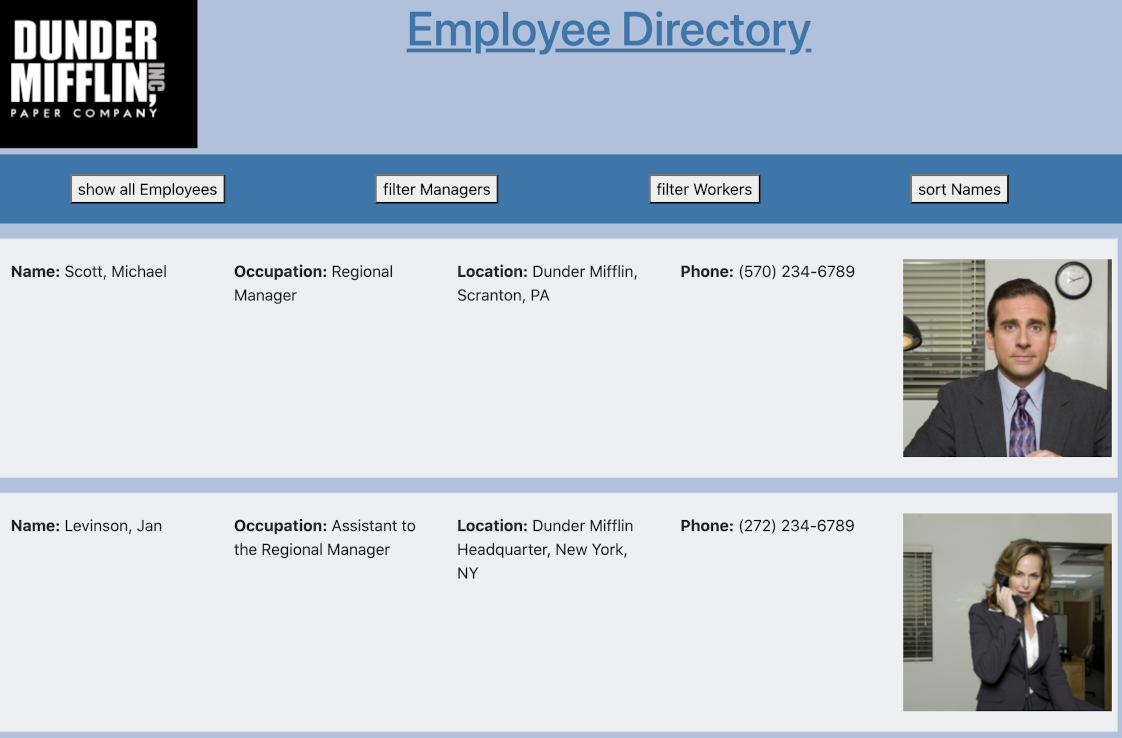 DUNDER
MIFFLIN, INC
PAPER COMPANY
Employee Directory
show all Employees
filter Managers
filter Workers
sort Names
Name: Scott, Michael
Occupation: Regional
Manager
Location: Dunder Mifflin,
Scranton, PA
Phone: (570) 234-6789
Name: Levinson, Jan
Occupation: Assistant to
the Regional Manager
Location: Dunder Mifflin
Headquarter, New York,
NY
Phone: (272) 234-6789